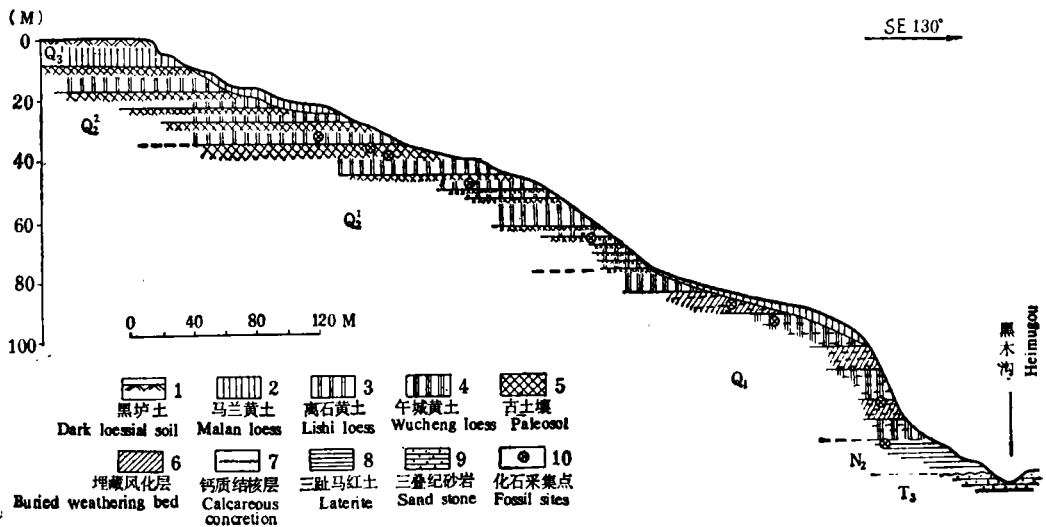 (M)
SE 130°
0
20
40
60
80
100
Q₃¹
Q₂²
Q₂¹
Q₁
N₂
T₃
0 40 80 120 M
黑木沟
Heimugou
1
黑垆土
Dark loessial soil
2
马兰黄土
Malan loess
3
离石黄土
Lishi loess
4
午城黄土
Wucheng loess
5
古土壤
Paleosol
6
埋藏风化层
Buried weathering bed
7
钙质结核层
Calcareous
concretion
8
三趾马红土
Laterite
9
三叠纪砂岩
Sand stone
10
化石采集点
Fossil sites